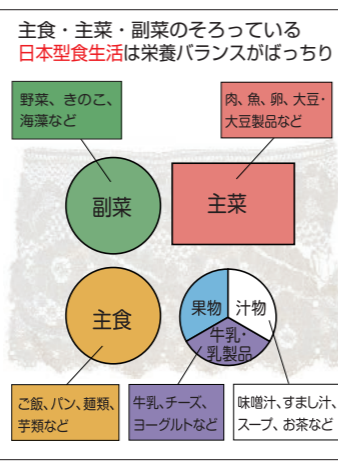 主食・主菜・副菜のそろっている
日本型食生活は栄養バランスがばっちり
野菜、きのこ、
海藻など
肉、魚、卵、大豆・
大豆製品など
副菜
主菜
主食
果物
汁物
牛乳・
乳製品
ご飯、パン、麺類、
芋類など
牛乳、チーズ、
ヨーグルトなど
味噌汁、すまし汁、
スープ、お茶など